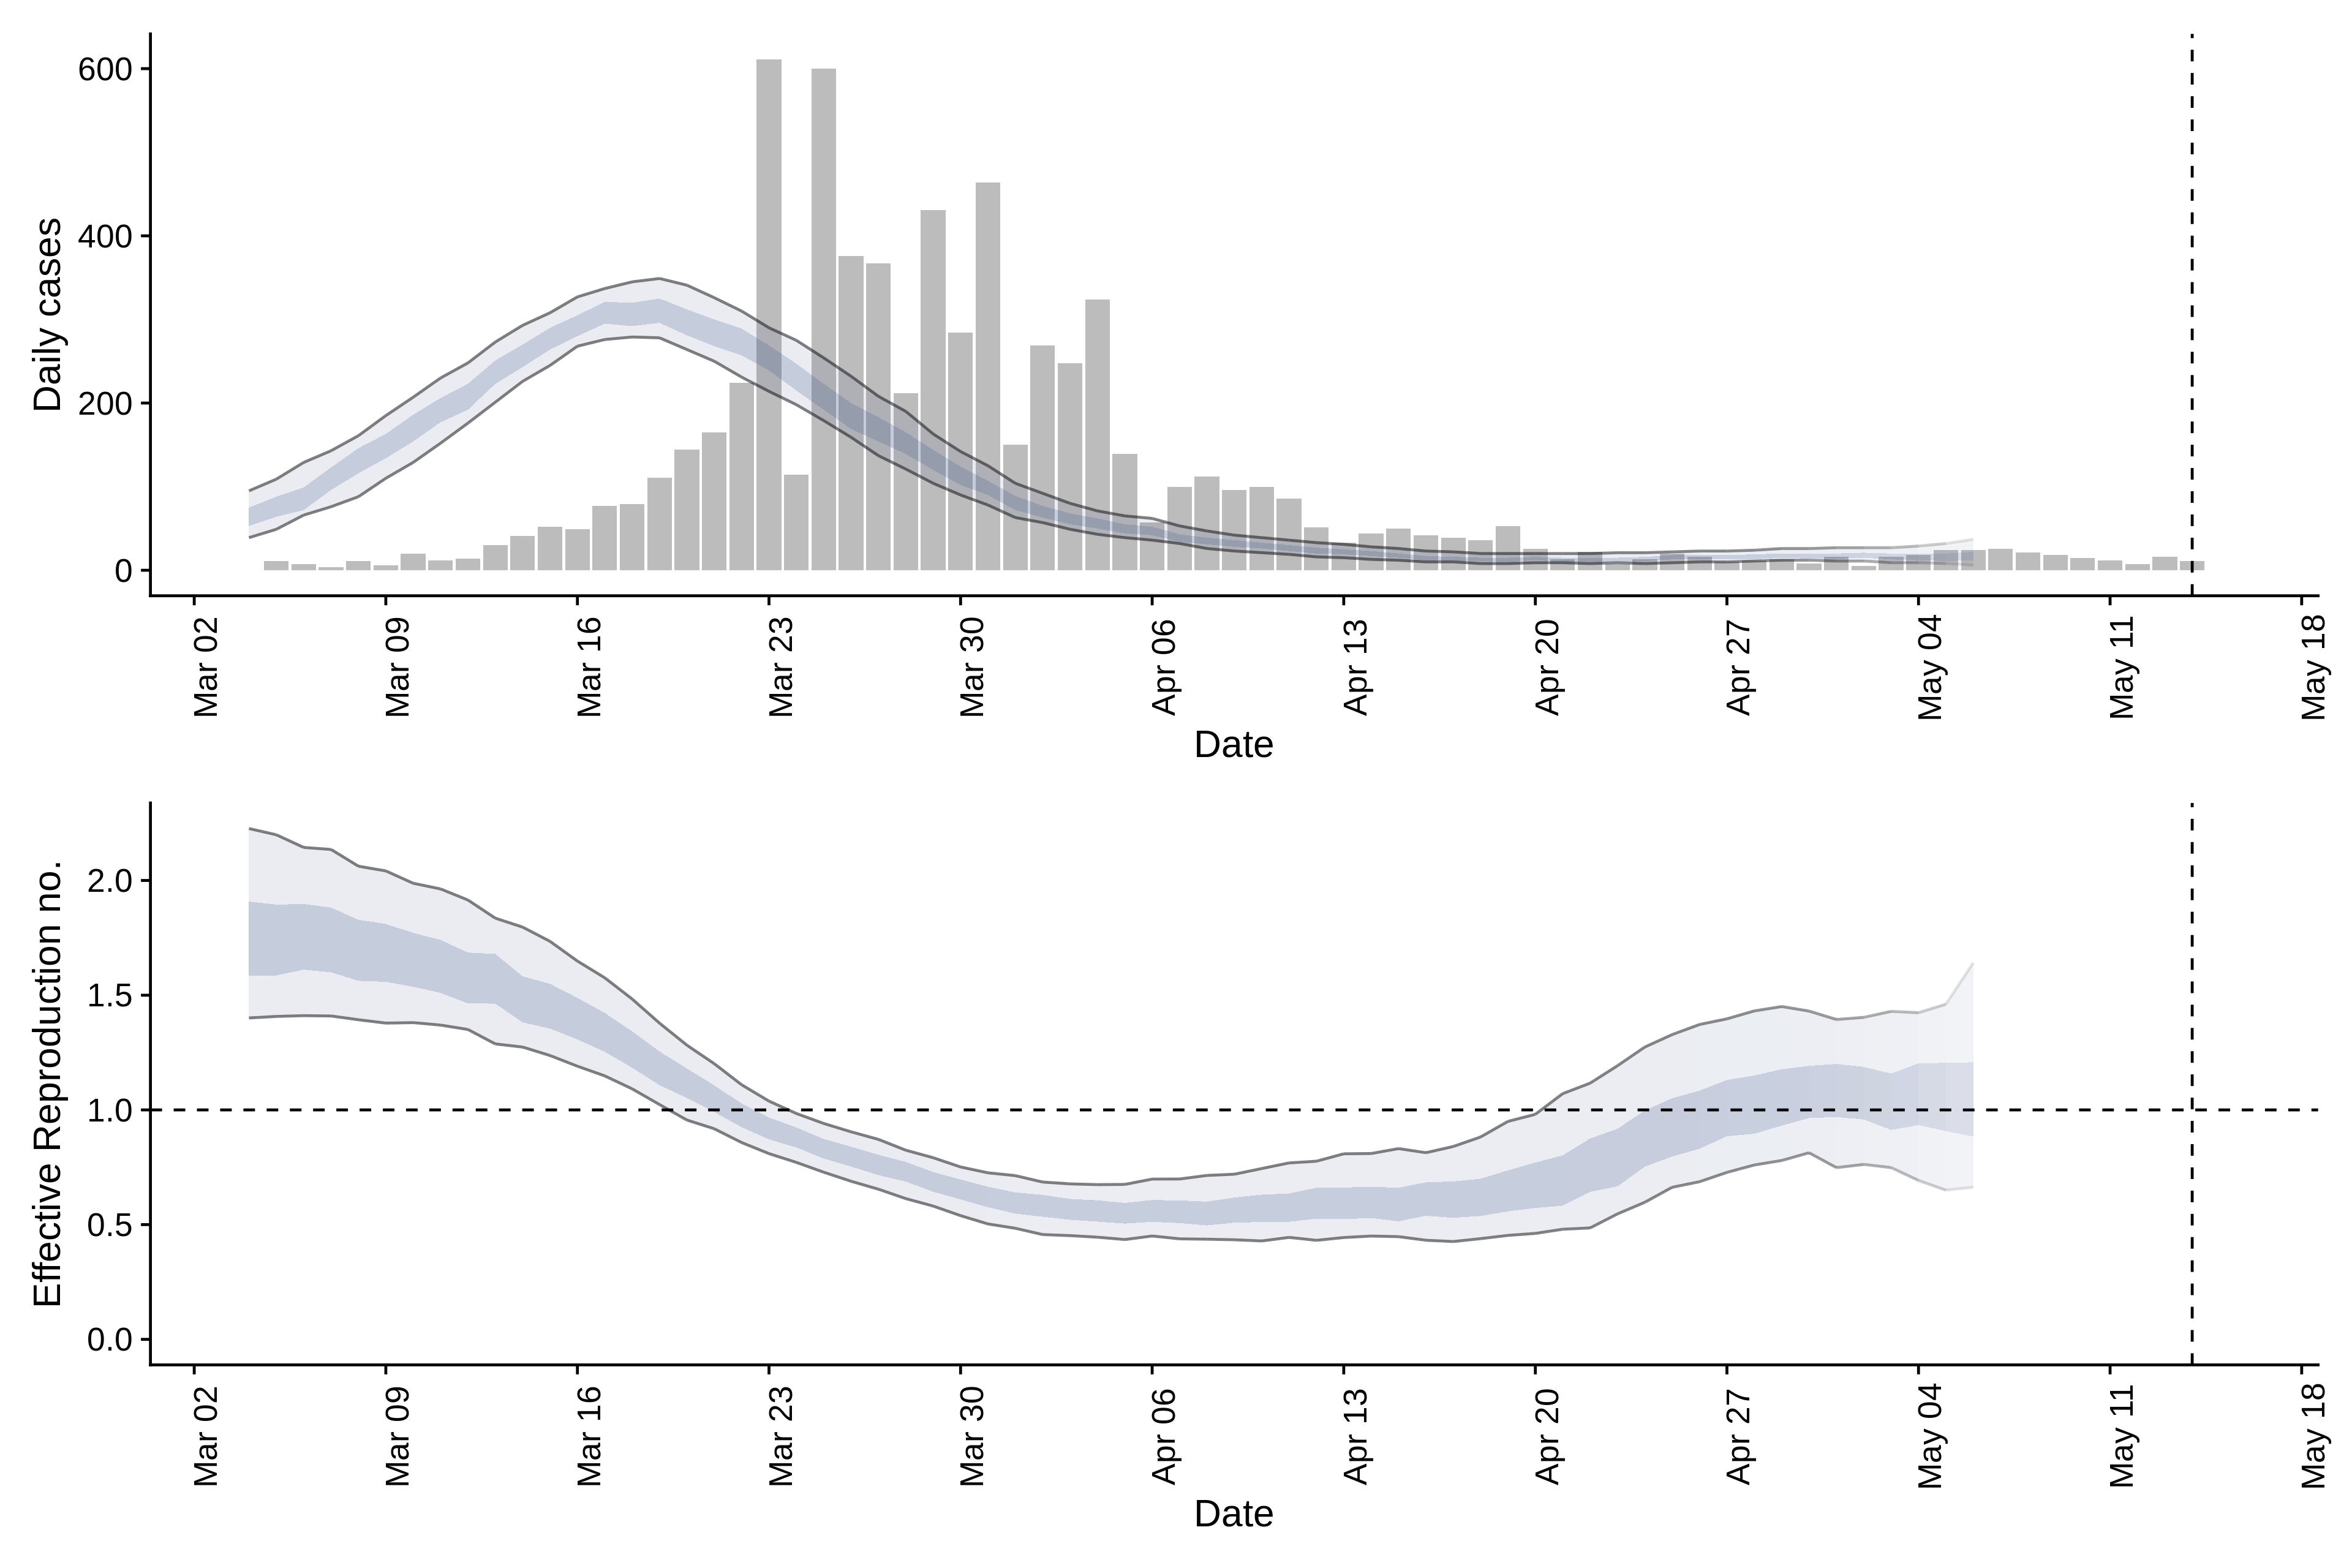 Daily cases
600
400
200
0
Mar 02
Mar 09
Mar 16
Mar 23
Mar 30
Apr 06
Apr 13
Apr 20
Apr 27
May 04
May 11
May 18
Date
Effective Reproduction no.
2.0
1.5
1.0
0.5
0.0
Mar 02
Mar 09
Mar 16
Mar 23
Mar 30
Apr 06
Apr 13
Apr 20
Apr 27
May 04
May 11
May 18
Date